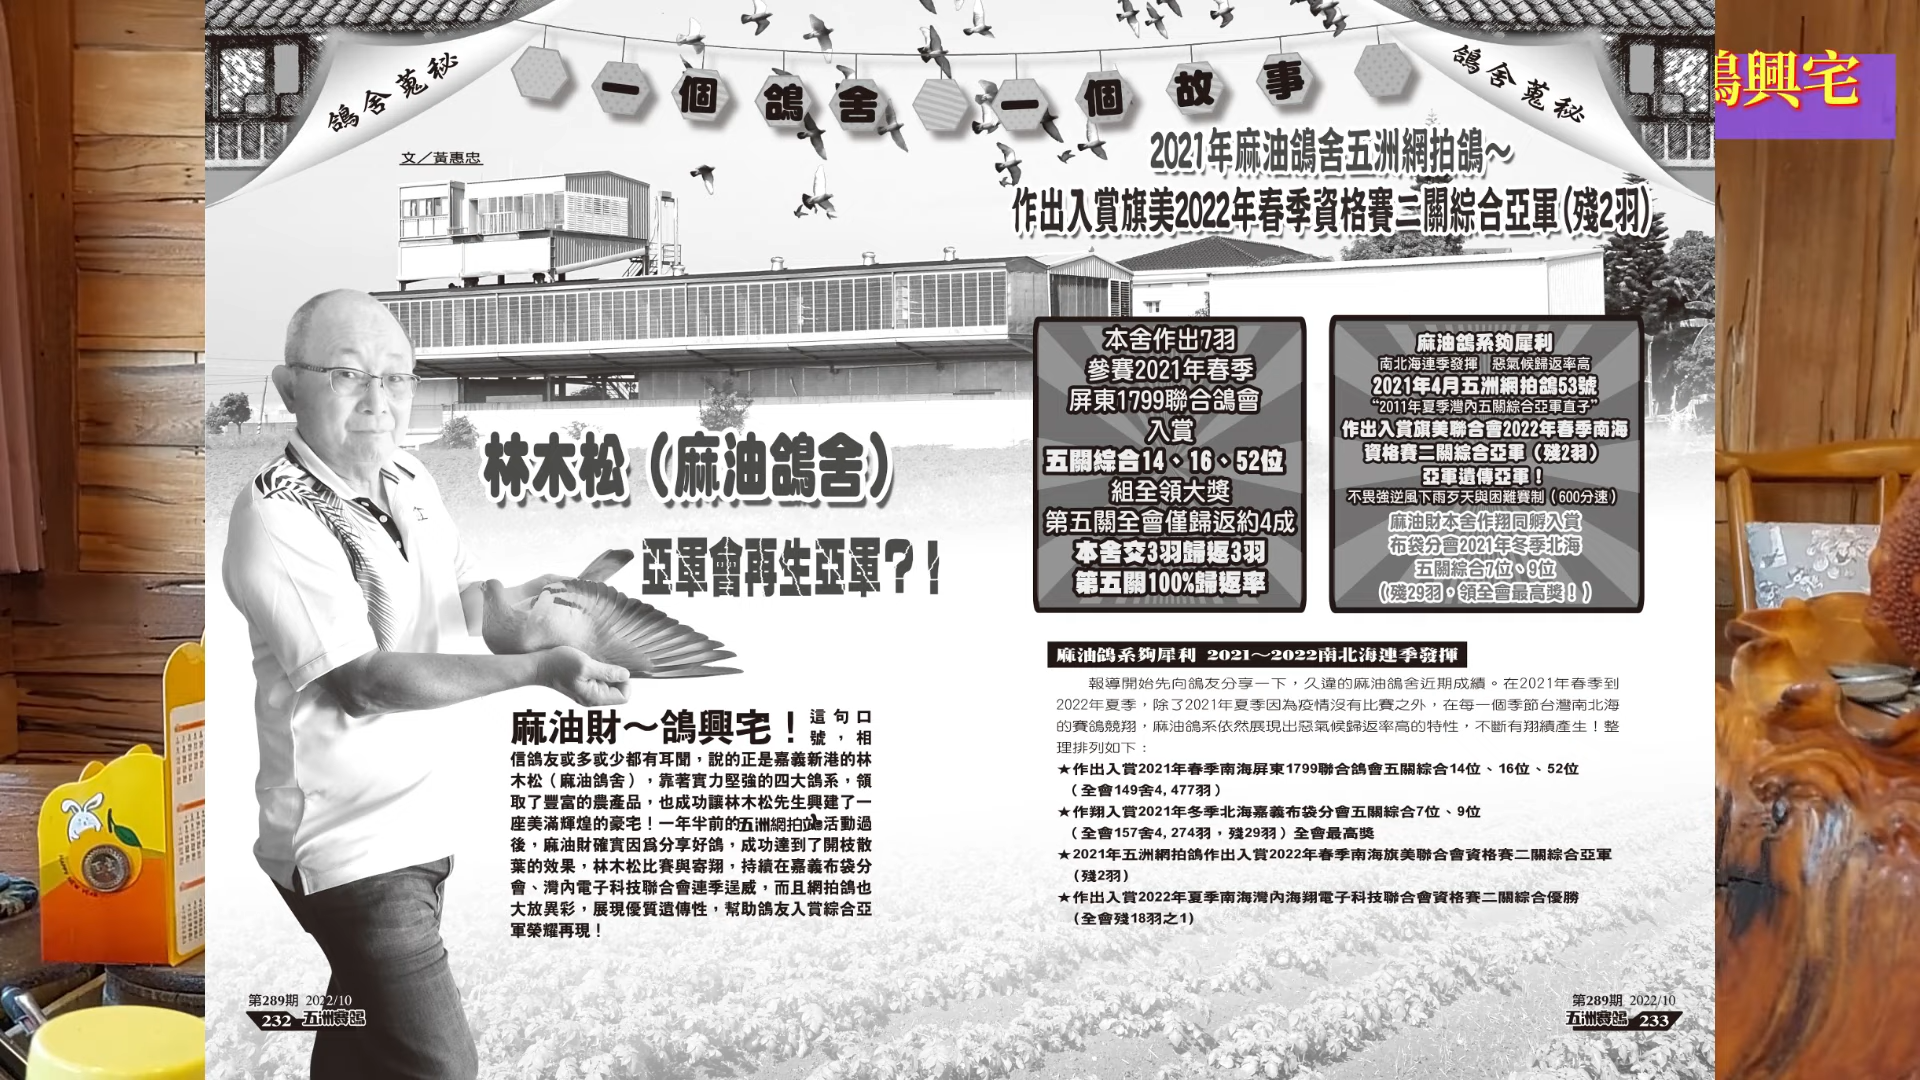 鴿舍蒐秘
一個鴿舍 一個故事
鴿舍蒐秘
鴿興宅
文／黃惠忠
2021年麻油鴿舍五洲網拍鴿～
作出入賞旗美2022年春季資格賽二關綜合亞軍(殘2羽)
林木松（麻油鴿舍）
亞軍會再生亞軍?!
本舍作出7羽
參賽2021年春季
屏東1799聯合鴿會
入賞
五關綜合14、16、52位
組全領大獎
第五關全會僅歸返約4成
本舍交3羽歸返3羽
第五關100%歸返率
麻油鴿系夠犀利
南北海連季發揮 惡氣候歸返率高
2021年4月五洲網拍鴿53號
“2011年夏季灣內五關綜合亞軍直子”
作出入賞旗美聯合會2022年春季南海
資格賽二關綜合亞軍（殘2羽）
亞軍遺傳亞軍！
不畏強逆風下雨歹天與困難賽制（600分速）
麻油財本舍作翔同孵入賞
布袋分會2021年冬季北海
五關綜合7位、9位
（殘29羽，領全會最高獎！）
麻油財～鴿興宅！這句口
號，相
信鴿友或多或少都有耳聞，說的正是嘉義新港的林
木松（麻油鴿舍），靠著實力堅強的四大鴿系，領
取了豐富的農產品，也成功讓林木松先生興建了一
座美滿輝煌的豪宅！一年半前的五洲網拍站活動過
後，麻油財確實因爲分享好鴿，成功達到了開枝散
葉的效果，林木松比賽與寄翔，持續在嘉義布袋分
會、灣內電子科技聯合會連季逞威，而且網拍鴿也
大放異彩，展現優質遺傳性，幫助鴿友入賞綜合亞
軍榮耀再現！
麻油鴿系夠犀利 2021～2022南北海連季發揮
報導開始先向鴿友分享一下，久違的麻油鴿舍近期成績。在2021年春季到
2022年夏季，除了2021年夏季因為疫情沒有比賽之外，在每一個季節台灣南北海
的賽鴿競翔，麻油鴿系依然展現出惡氣候歸返率高的特性，不斷有翔績產生！整
理排列如下：
★作出入賞2021年春季南海屏東1799聯合鴿會五關綜合14位、16位、52位
（全會149舍4,477羽）
★作翔入賞2021年冬季北海嘉義布袋分會五關綜合7位、9位
（全會157舍4,274羽，殘29羽）全會最高獎
★2021年五洲網拍鴿作出入賞2022年春季南海旗美聯合會資格賽二關綜合亞軍
（殘2羽）
★作出入賞2022年夏季南海灣內海翔電子科技聯合會資格賽二關綜合優勝
（全會殘18羽之1)
第289期 2022/10
232 五洲賽鴿
第289期 2022/10
五洲賽鴿 233